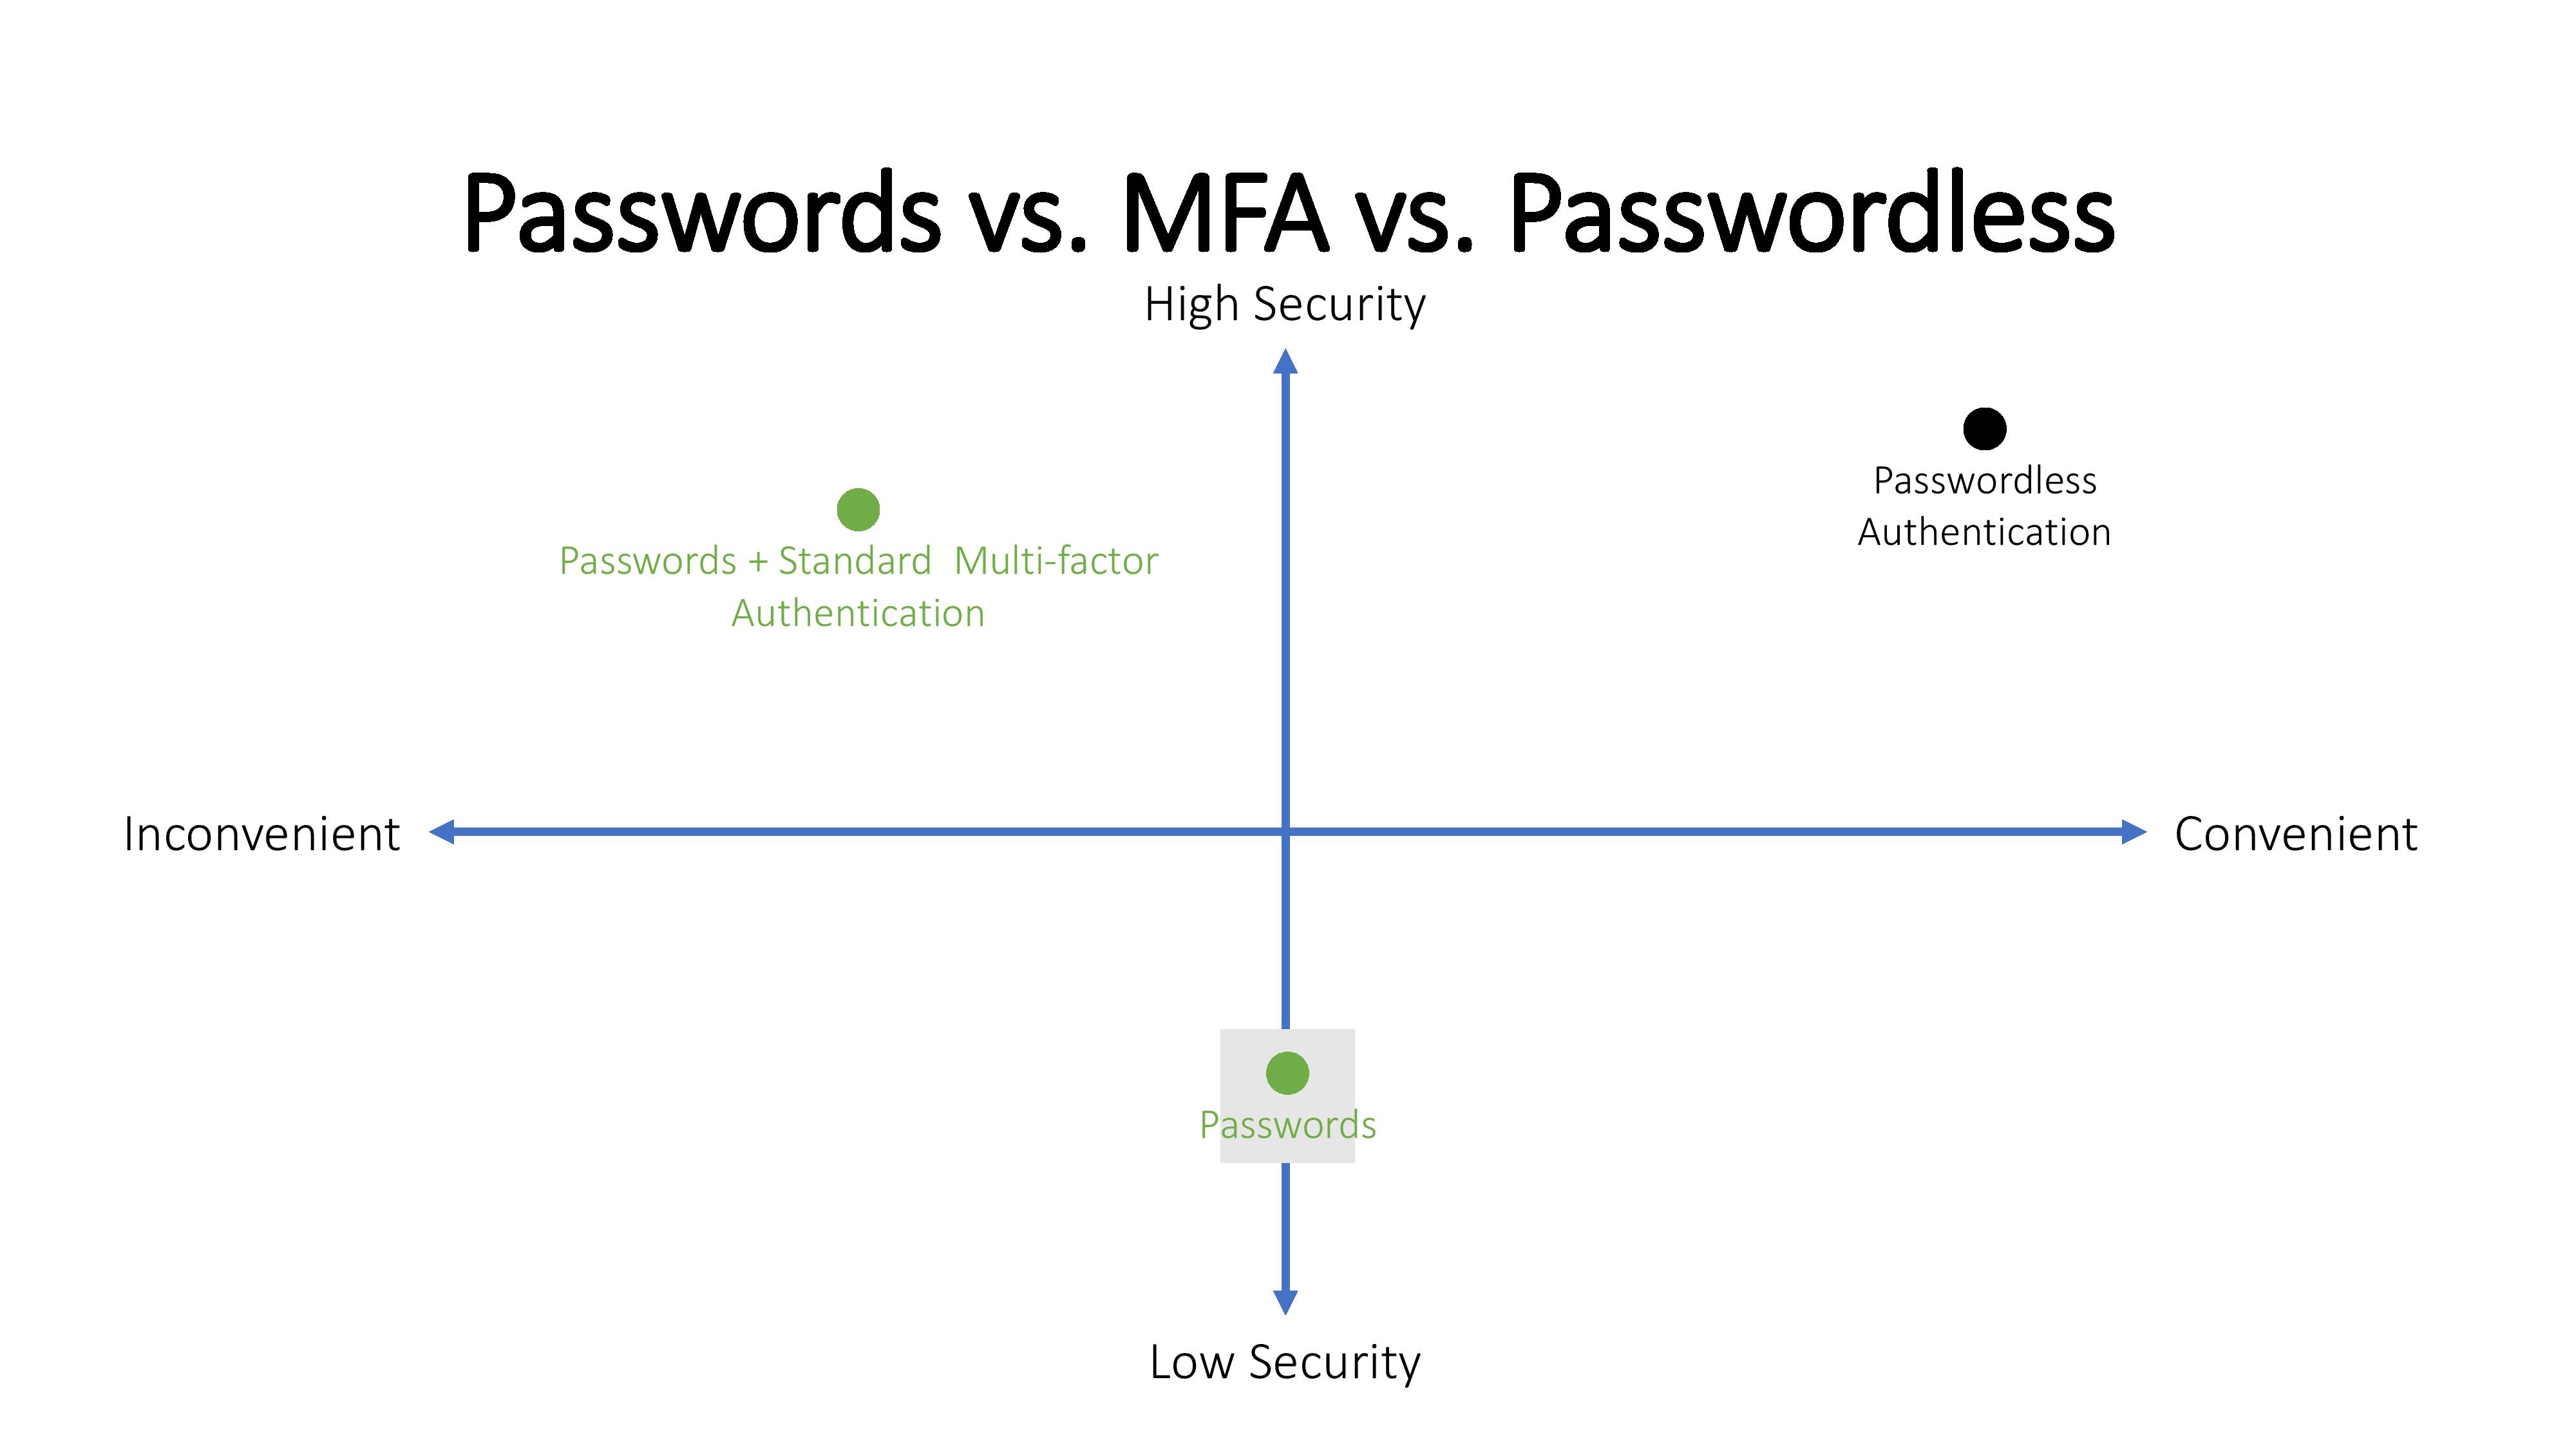 Passwords vs. MFA vs. Passwordless
High Security
Passwordless
Authentication
Passwords + Standard  Multi-factor
Authentication
Inconvenient
Convenient
Passwords
Low Security